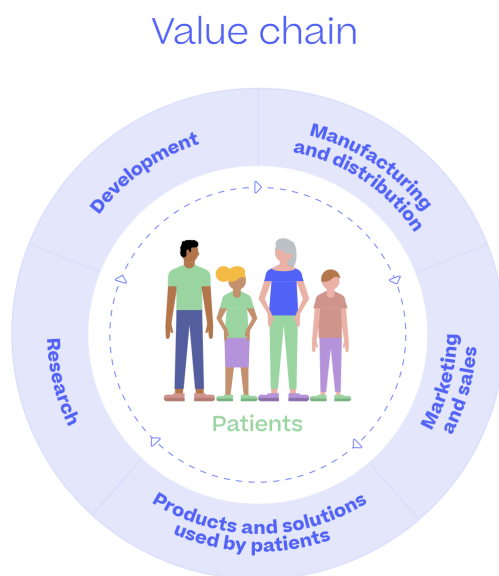 Value chain
Development
Manufacturing
and distribution
Research
Marketing
and sales
Patients
Products and solutions
used by patients